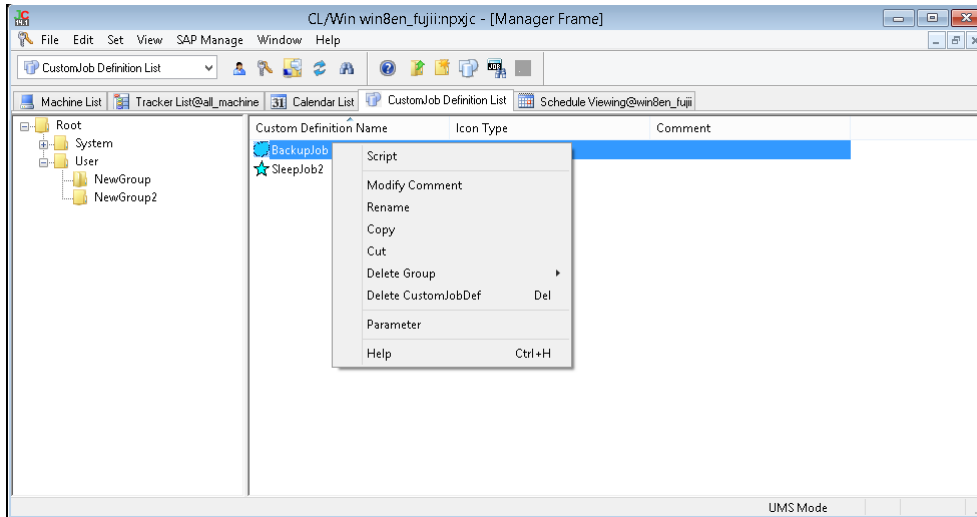 CL/Win win8en_fujii:npxjc - [Manager Frame]
File Edit Set View SAP Manage Window Help
CustomJob Definition List
Machine List Tracker List@all_machine 31 Calendar List CustomJob Definition List Schedule Viewing@win8en_fujii
Root
System
User
NewGroup
NewGroup2
Custom Definition Name Icon Type Comment
BackupJob
SleepJob2
Script
Modify Comment
Rename
Copy
Cut
Delete Group
Delete CustomJobDef Del
Parameter
Help Ctrl+H
UMS Mode